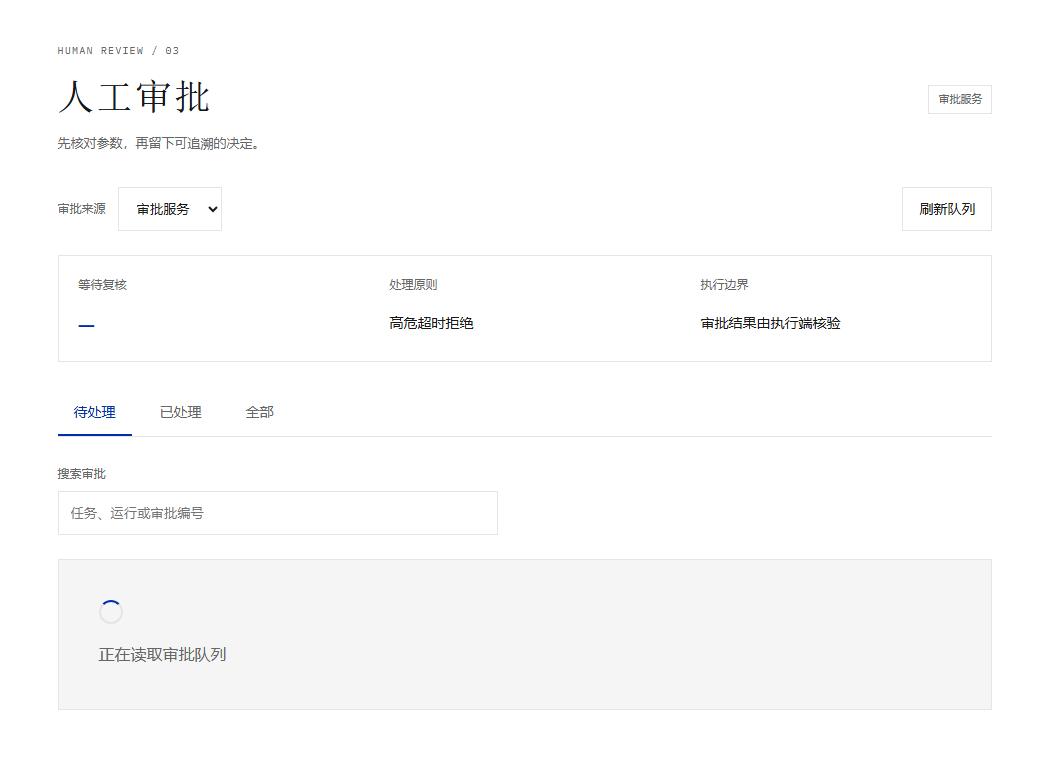 HUMAN REVIEW / 03
人工审批
审批服务
先核对参数，再留下可追溯的决定。
审批来源
审批服务
刷新队列
等待复核
处理原则
执行边界
—
高危超时拒绝
审批结果由执行端核验
待处理
已处理
全部
搜索审批
任务、运行或审批编号
正在读取审批队列